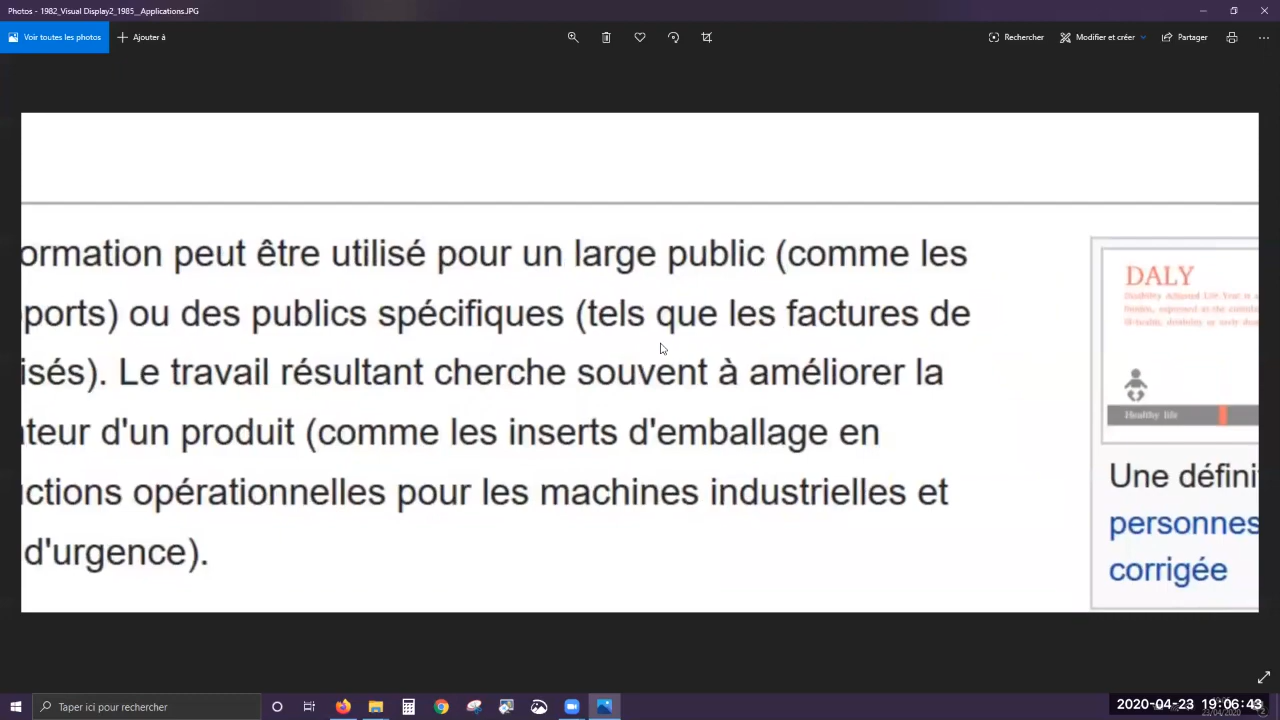 Photos - 1982_Visual Display2_1985__Applications.JPG
Voir toutes les photos
Ajouter à
Rechercher
Modifier et créer
Partager
ormation peut être utilisé pour un large public (comme les
ports) ou des publics spécifiques (tels que les factures de
isés). Le travail résultant cherche souvent à améliorer la
ateur d'un produit (comme les inserts d'emballage en
uctions opérationnelles pour les machines industrielles et
d'urgence).
DALY
Healthy life
Une défini
personnes
corrigée
Taper ici pour rechercher
2020-04-23 19:06:43